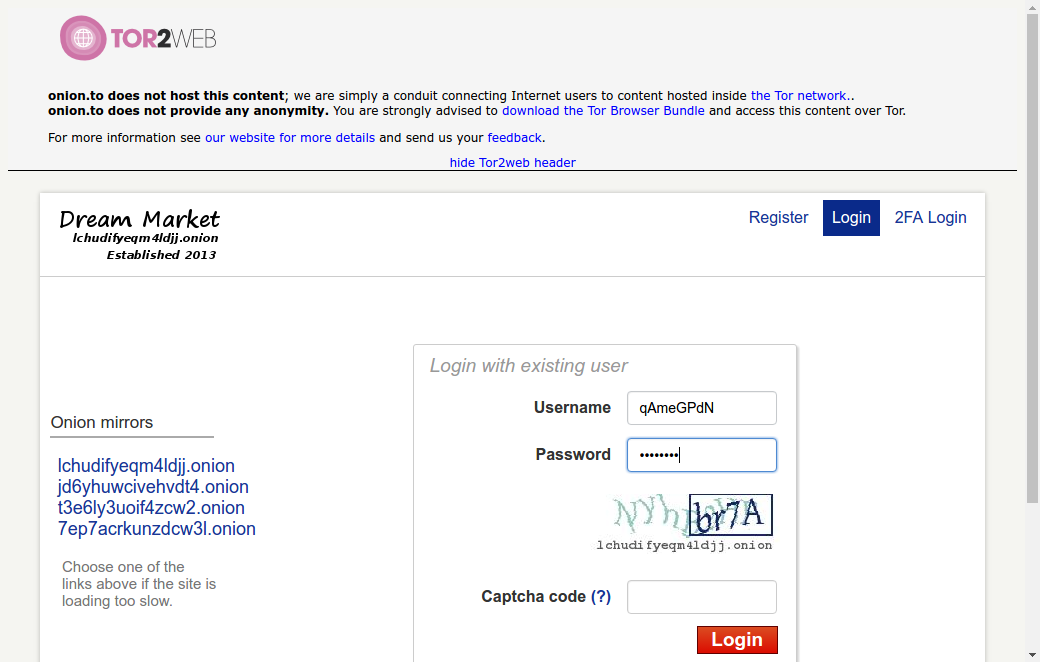 TOR2WEB
onion.to does not host this content; we are simply a conduit connecting Internet users to content hosted inside the Tor network..
onion.to does not provide any anonymity. You are strongly advised to download the Tor Browser Bundle and access this content over Tor.
For more information see our website for more details and send us your feedback.
hide Tor2web header
Dream Market
lchudifyeqm4ldjj.onion
Established 2013
Register Login 2FA Login
Login with existing user
Username qAmeGPdN
Password ••••••••
br7A
lchudifyeqm4ldjj.onion
Captcha code (?)
Login
Onion mirrors
lchudifyeqm4ldjj.onion
jd6yhuwcivehvdt4.onion
t3e6ly3uoif4zcw2.onion
7ep7acrkunzdcw3l.onion
Choose one of the
links above if the site is
loading too slow.